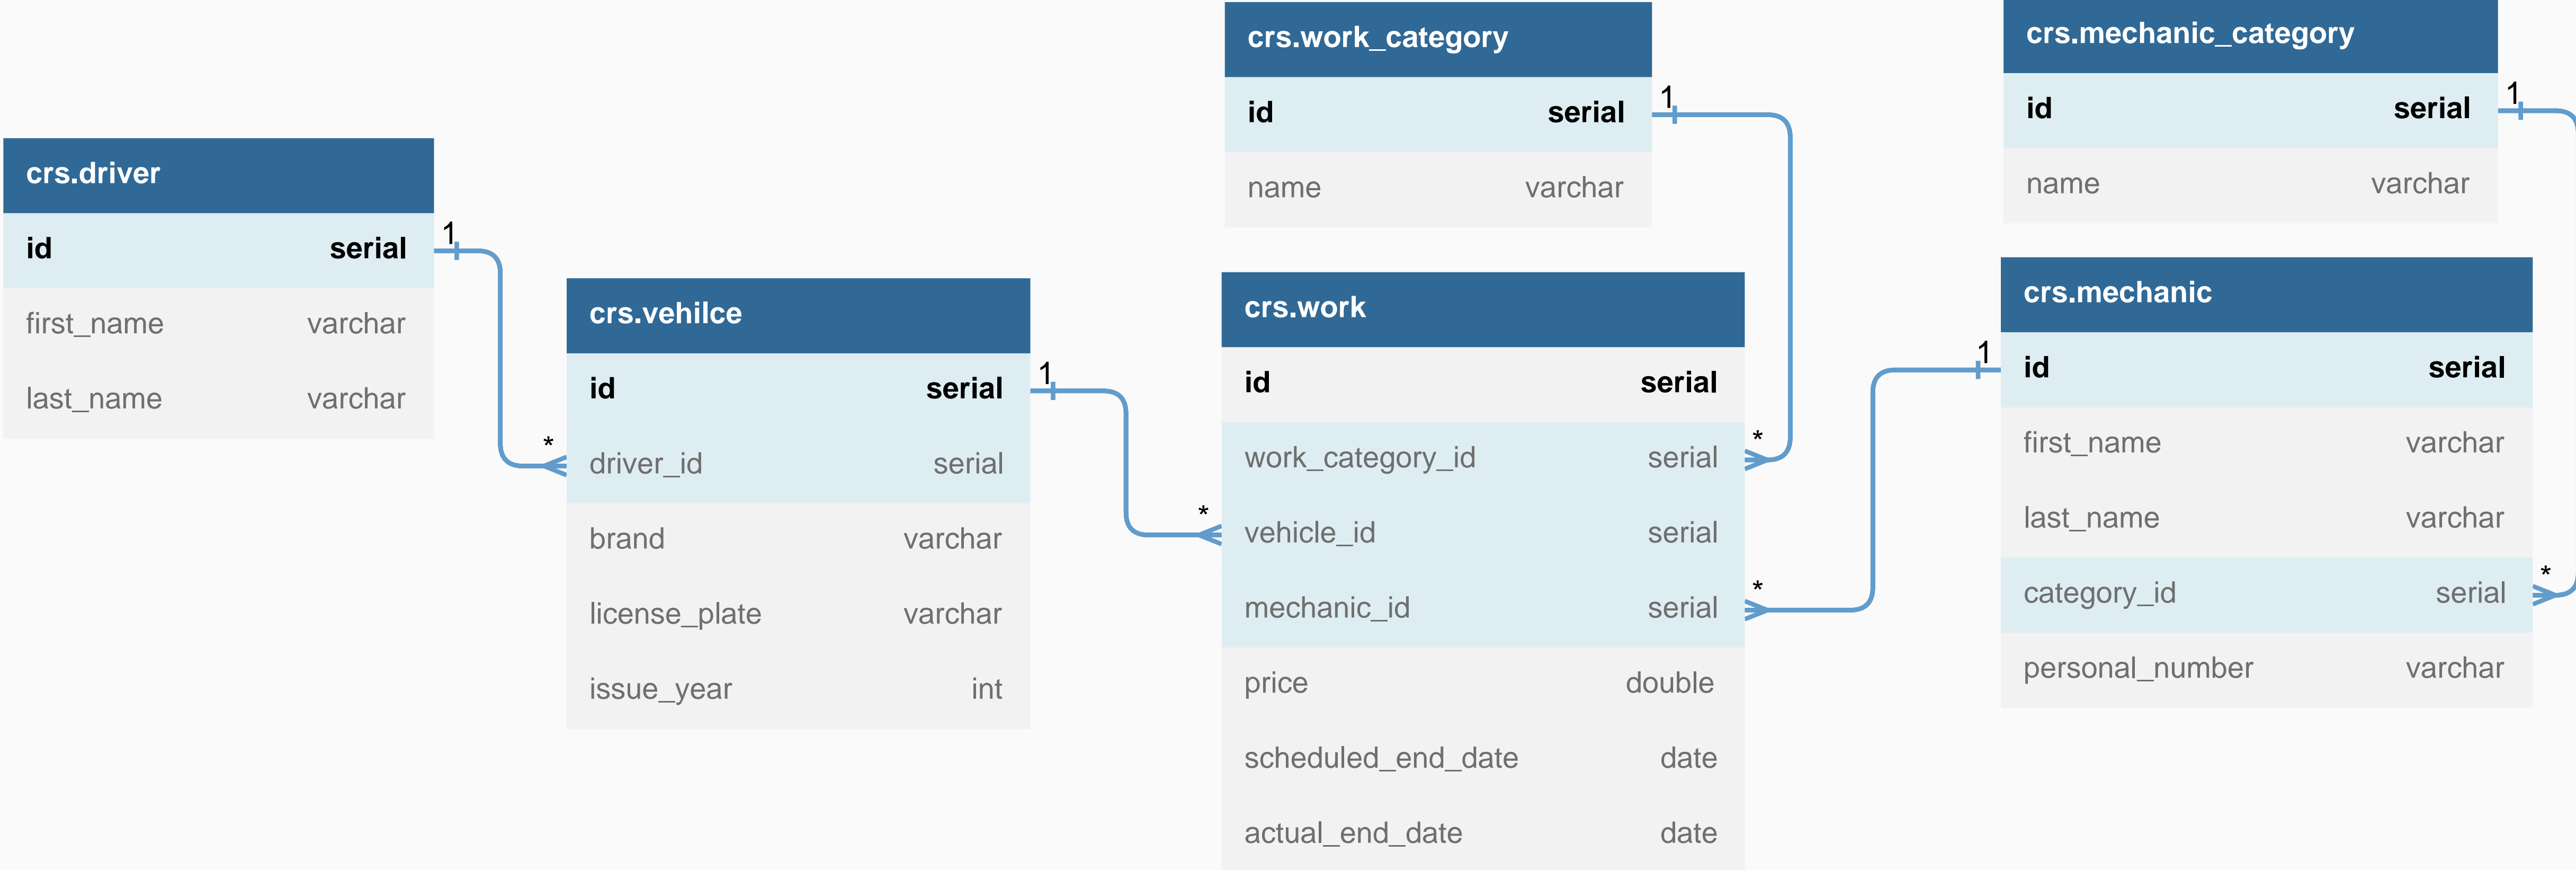 crs.driver
id serial
first_name varchar
last_name varchar
1
*
crs.vehilce
id serial
driver_id serial
brand varchar
license_plate varchar
issue_year int
1
*
crs.work_category
id serial
name varchar
1
*
crs.work
id serial
work_category_id serial
vehicle_id serial
mechanic_id serial
price double
scheduled_end_date date
actual_end_date date
*
1
crs.mechanic_category
id serial
name varchar
1
*
crs.mechanic
id serial
first_name varchar
last_name varchar
category_id serial
personal_number varchar